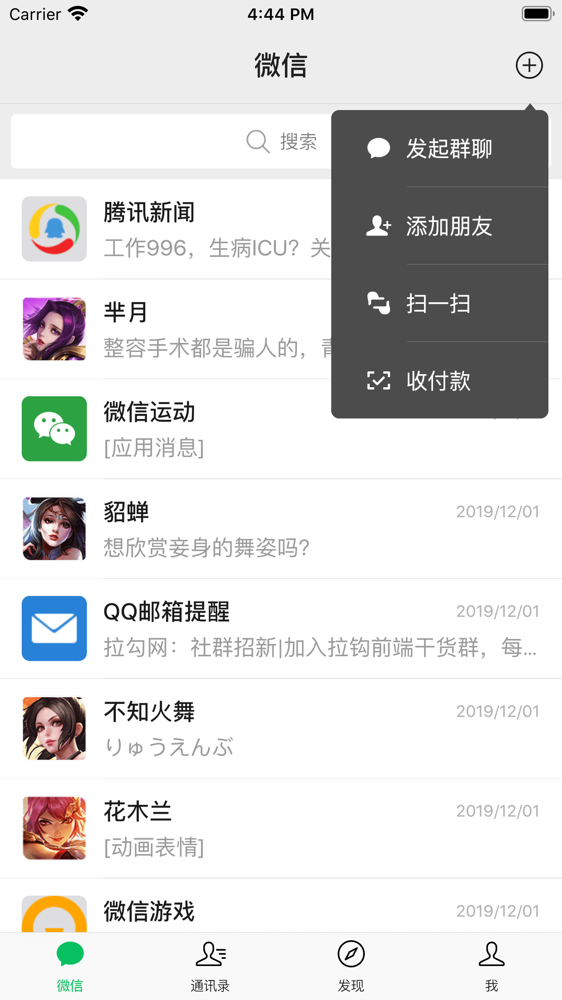 Carrier
4:44 PM
微信
搜索
发起群聊
添加朋友
扫一扫
收付款
腾讯新闻
工作996，生病ICU？关
芈月
整容手术都是骗人的，
微信运动
[应用消息]
貂蝉
2019/12/01
想欣赏妾身的舞姿吗?
QQ邮箱提醒
2019/12/01
拉勾网：社群招新|加入拉钩前端干货群，每...
不知火舞
2019/12/01
りゅうえんぶ
花木兰
2019/12/01
[动画表情]
微信游戏
2019/12/01
微信
通讯录
发现
我